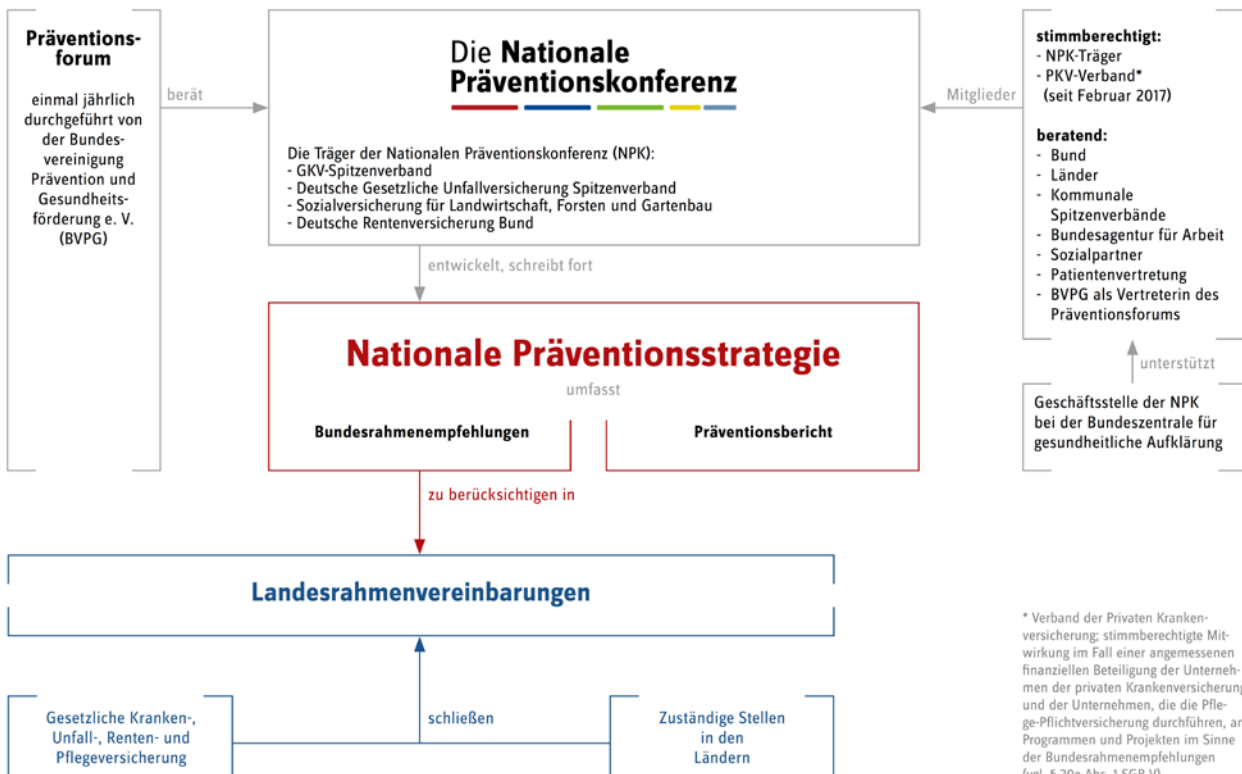 Präventions-
forum
einmal jährlich
durchgeführt von
der Bundes-
vereinigung
Prävention und
Gesundheits-
förderung e. V.
(BVPG)
berät
Die Nationale
Präventionskonferenz
Die Träger der Nationalen Präventionskonferenz (NPK):
- GKV-Spitzenverband
- Deutsche Gesetzliche Unfallversicherung Spitzenverband
- Sozialversicherung für Landwirtschaft, Forsten und Gartenbau
- Deutsche Rentenversicherung Bund
Mitglieder
stimmberechtigt:
- NPK-Träger
- PKV-Verband*
(seit Februar 2017)
beratend:
- Bund
- Länder
- Kommunale
Spitzenverbände
- Bundesagentur für Arbeit
- Sozialpartner
- Patientenvertretung
- BVPG als Vertreterin des
Präventionsforums
unterstützt
Geschäftsstelle der NPK
bei der Bundeszentrale für
gesundheitliche Aufklärung
entwickelt, schreibt fort
Nationale Präventionsstrategie
umfasst
Bundesrahmenempfehlungen
Präventionsbericht
zu berücksichtigen in
Landesrahmenvereinbarungen
schließen
Gesetzliche Kranken-,
Unfall-, Renten- und
Pflegeversicherung
Zuständige Stellen
in den
Ländern
* Verband der Privaten Kranken-
versicherung; stimmberechtigte Mit-
wirkung im Fall einer angemessenen
finanziellen Beteiligung der Unterneh-
men der privaten Krankenversicherung
und der Unternehmen, die die Pfle-
ge-Pflichtversicherung durchführen, an
Programmen und Projekten im Sinne
der Bundesrahmenempfehlungen
(vgl. § 20e Abs. 1 SGB V)